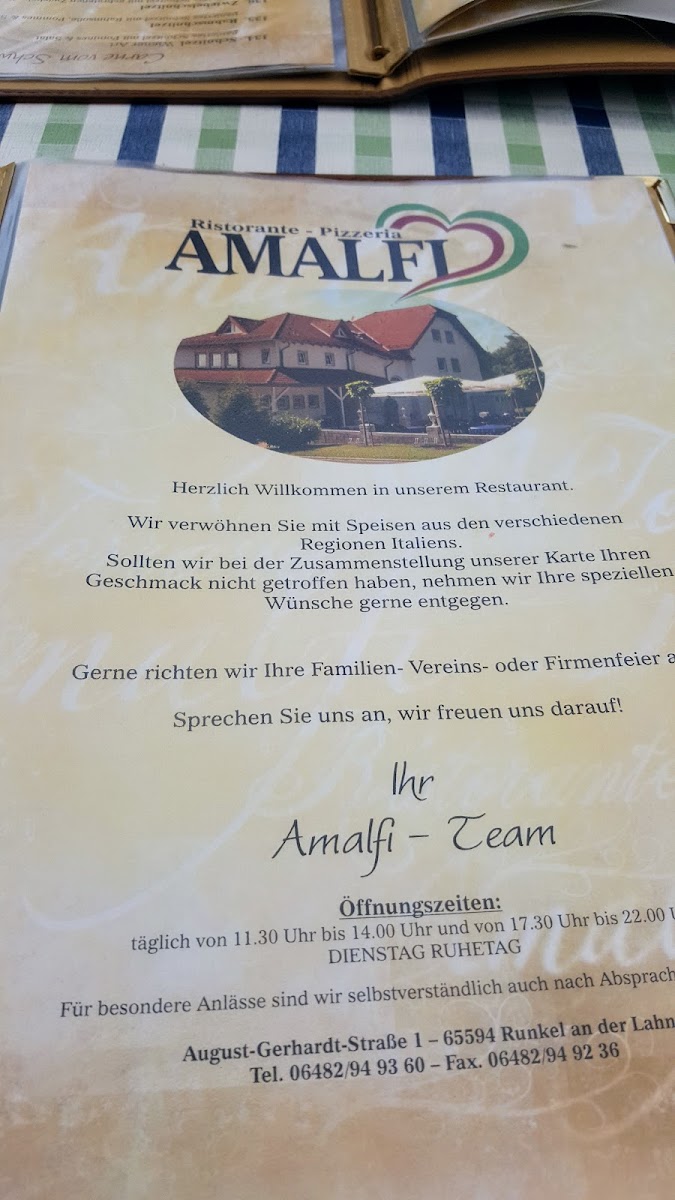 Ristorante - Pizzeria
AMALFI
Herzlich Willkommen in unserem Restaurant.
Wir verwöhnen Sie mit Speisen aus den verschiedenen
Regionen Italiens.
Sollten wir bei der Zusammenstellung unserer Karte Ihren
Geschmack nicht getroffen haben, nehmen wir Ihre speziellen
Wünsche gerne entgegen.
Gerne richten wir Ihre Familien- Vereins- oder Firmenfeier a
Sprechen Sie uns an, wir freuen uns darauf!
Ihr
Amalfi – Team
Öffnungszeiten:
täglich von 11.30 Uhr bis 14.00 Uhr und von 17.30 Uhr bis 22.00 U
DIENSTAG RUHETAG
Für besondere Anlässe sind wir selbstverständlich auch nach Absprach
August-Gerhardt-Straße 1 – 65594 Runkel an der Lahn
Tel. 06482/94 93 60 – Fax. 06482/94 92 36